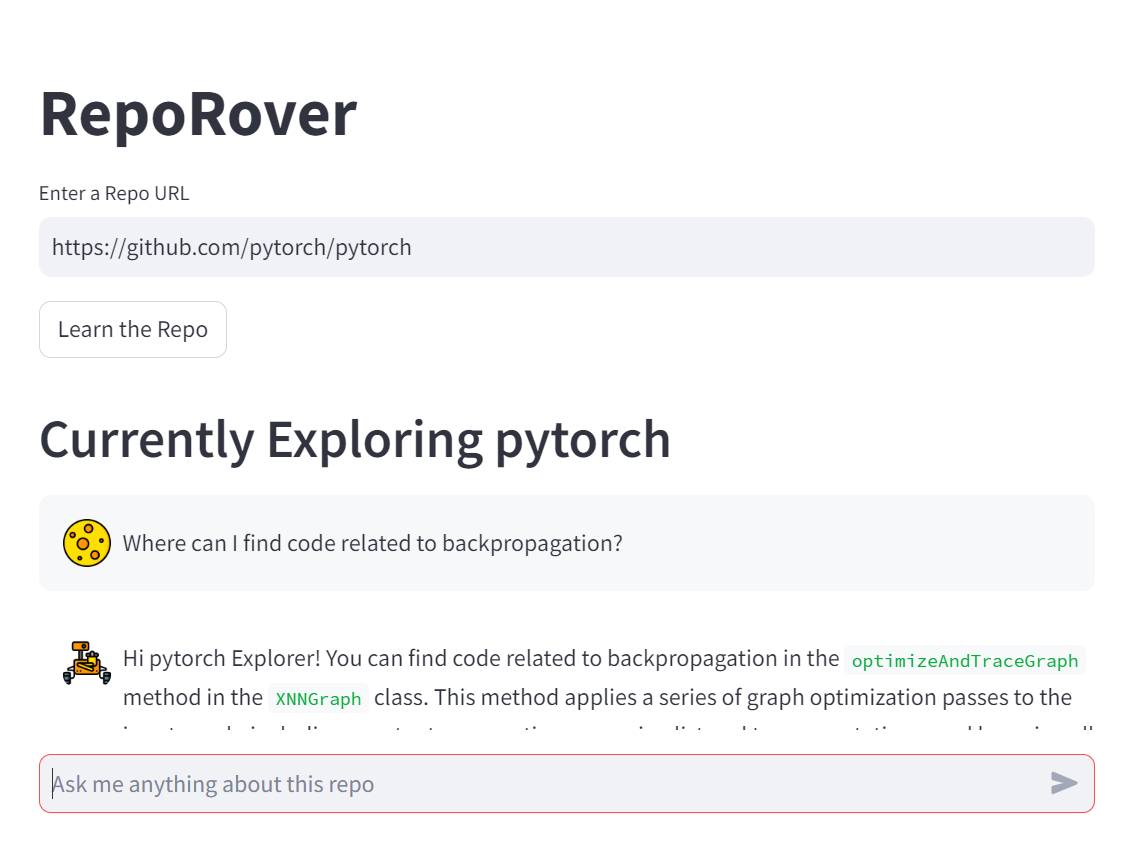 RepoRover
Enter a Repo URL
https://github.com/pytorch/pytorch
Learn the Repo
Currently Exploring pytorch
Where can I find code related to backpropagation?
Hi pytorch Explorer! You can find code related to backpropagation in the optimizeAndTraceGraph
method in the XNNGraph class. This method applies a series of graph optimization passes to the
Ask me anything about this repo